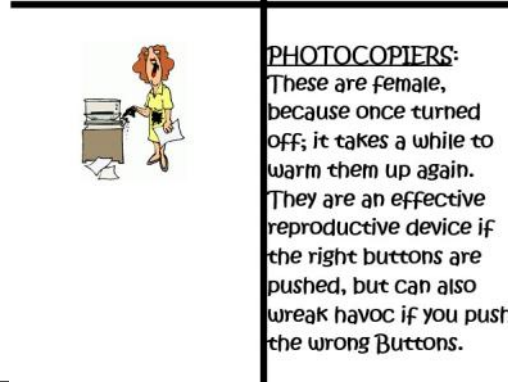 PHOTOCOPIERS:
These are female,
because once turned
off; it takes a while to
warm them up again.
They are an effective
reproductive device if
the right buttons are
pushed, but can also
wreak havoc if you push
the wrong Buttons.